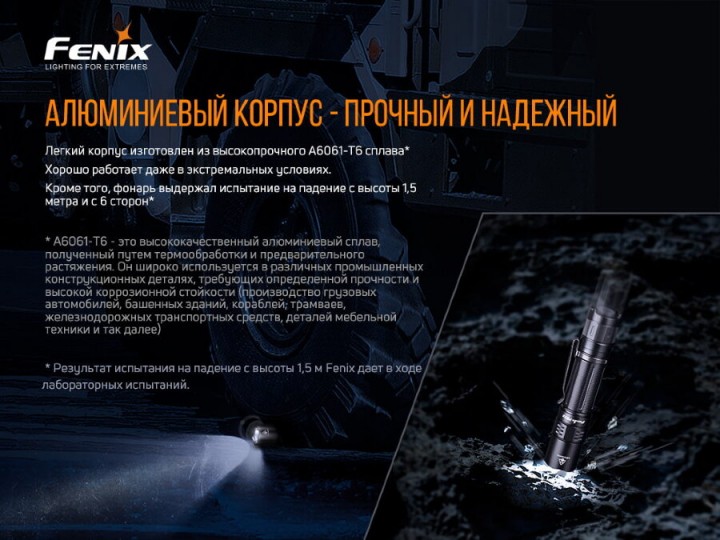 FENIX
LIGHTING FOR EXTREMES
АЛЮМИНИЕВЫЙ КОРПУС - ПРОЧНЫЙ И НАДЕЖНЫЙ
Легкий корпус изготовлен из высокопрочного A6061-T6 сплава*
Хорошо работает даже в экстремальных условиях.
Кроме того, фонарь выдержал испытание на падение с высоты 1,5
метра и с 6 сторон*
* A6061-T6 - это высококачественный алюминиевый сплав,
полученный путем термообработки и предварительного
растяжения. Он широко используется в различных промышленных
конструкционных деталях, требующих определенной прочности и
высокой коррозионной стойкости (производство грузовых
автомобилей, башенных зданий, кораблей, трамваев,
железнодорожных транспортных средств, деталей мебельной
техники и так далее)
* Результат испытания на падение с высоты 1,5 м Fenix дает в ходе
лабораторных испытаний.